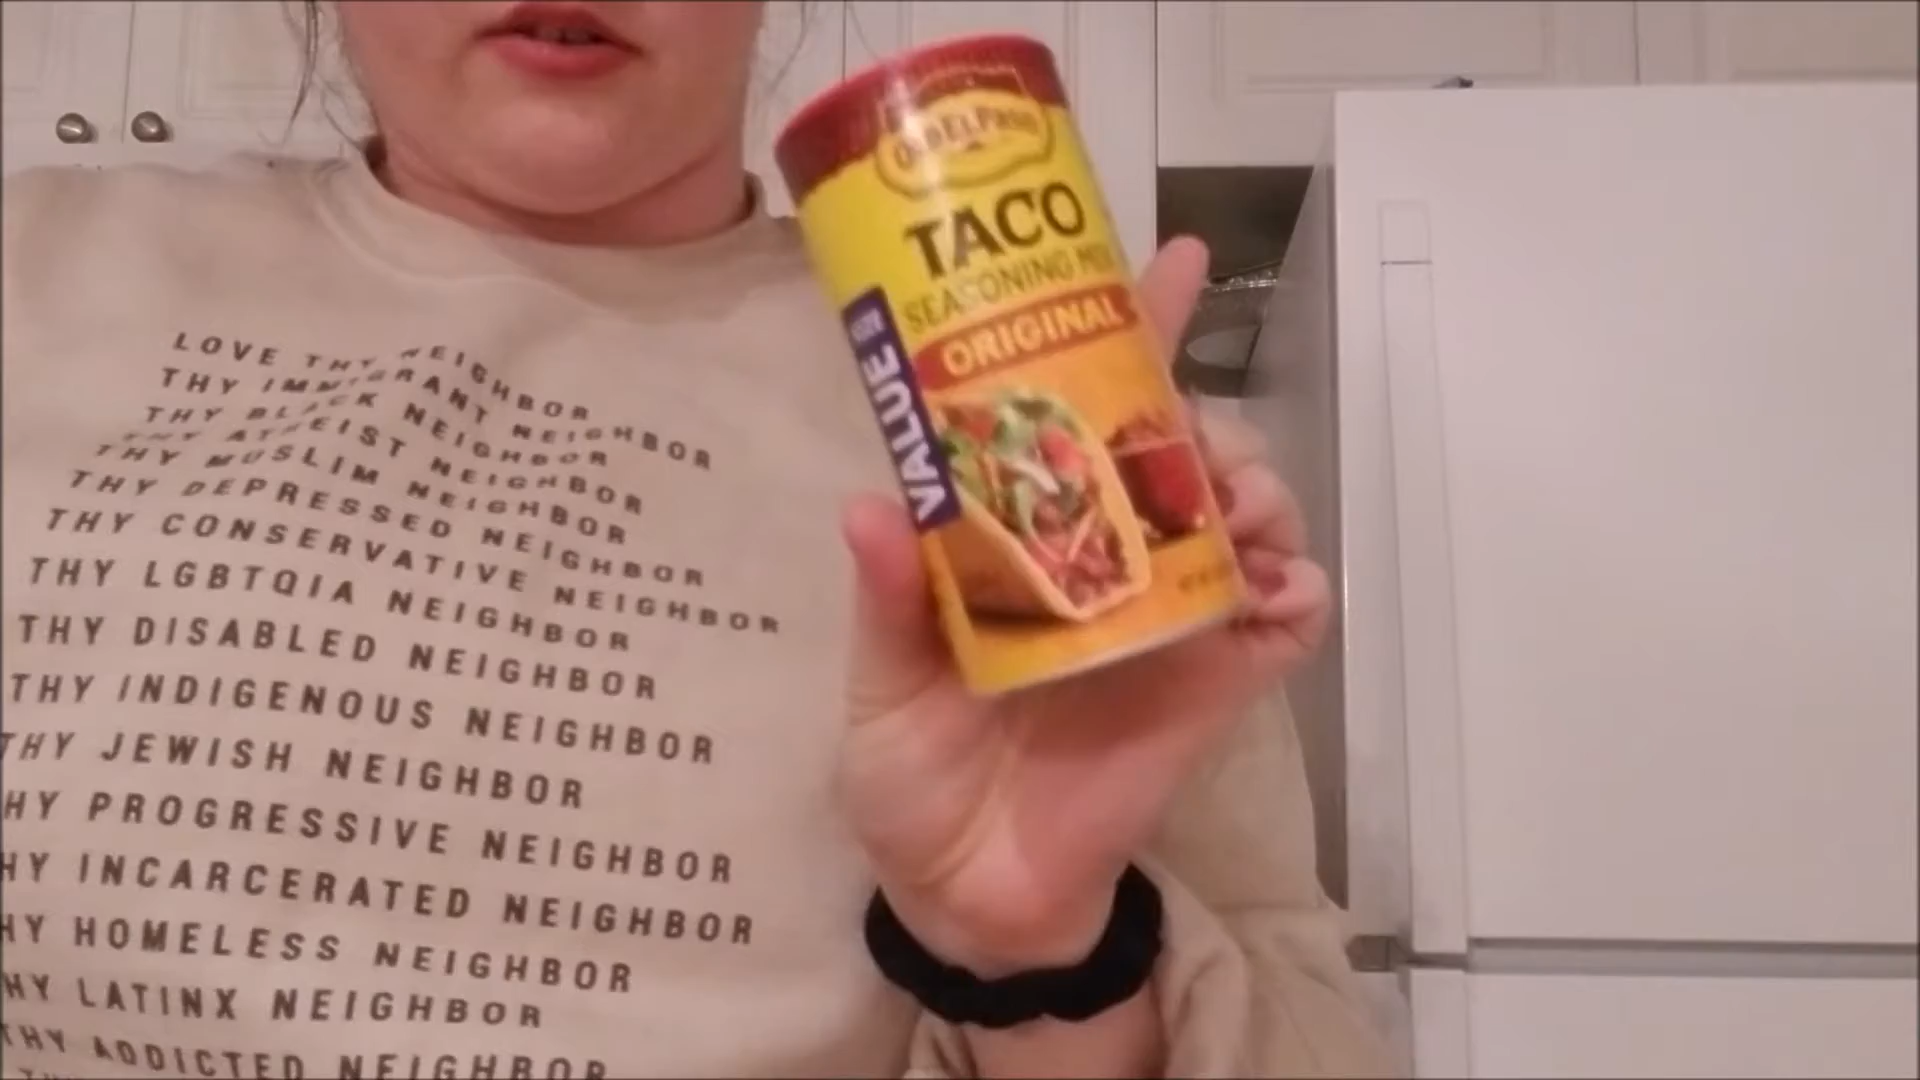 LOVE THY NEIGHBOR
THY IMMIGRANT NEIGHBOR
THY BLACK NEIGHBOR
THY ATHEIST NEIGHBOR
THY MUSLIM NEIGHBOR
THY DEPRESSED NEIGHBOR
THY CONSERVATIVE NEIGHBOR
THY LGBTQIA NEIGHBOR
THY DISABLED NEIGHBOR
THY INDIGENOUS NEIGHBOR
THY JEWISH NEIGHBOR
HY PROGRESSIVE NEIGHBOR
HY INCARCERATED NEIGHBOR
HY HOMELESS NEIGHBOR
HY LATINX NEIGHBOR
THY ADDICTED NEIGHBOR
Old El Paso
TACO
SEASONING MIX
ORIGINAL
VALUE